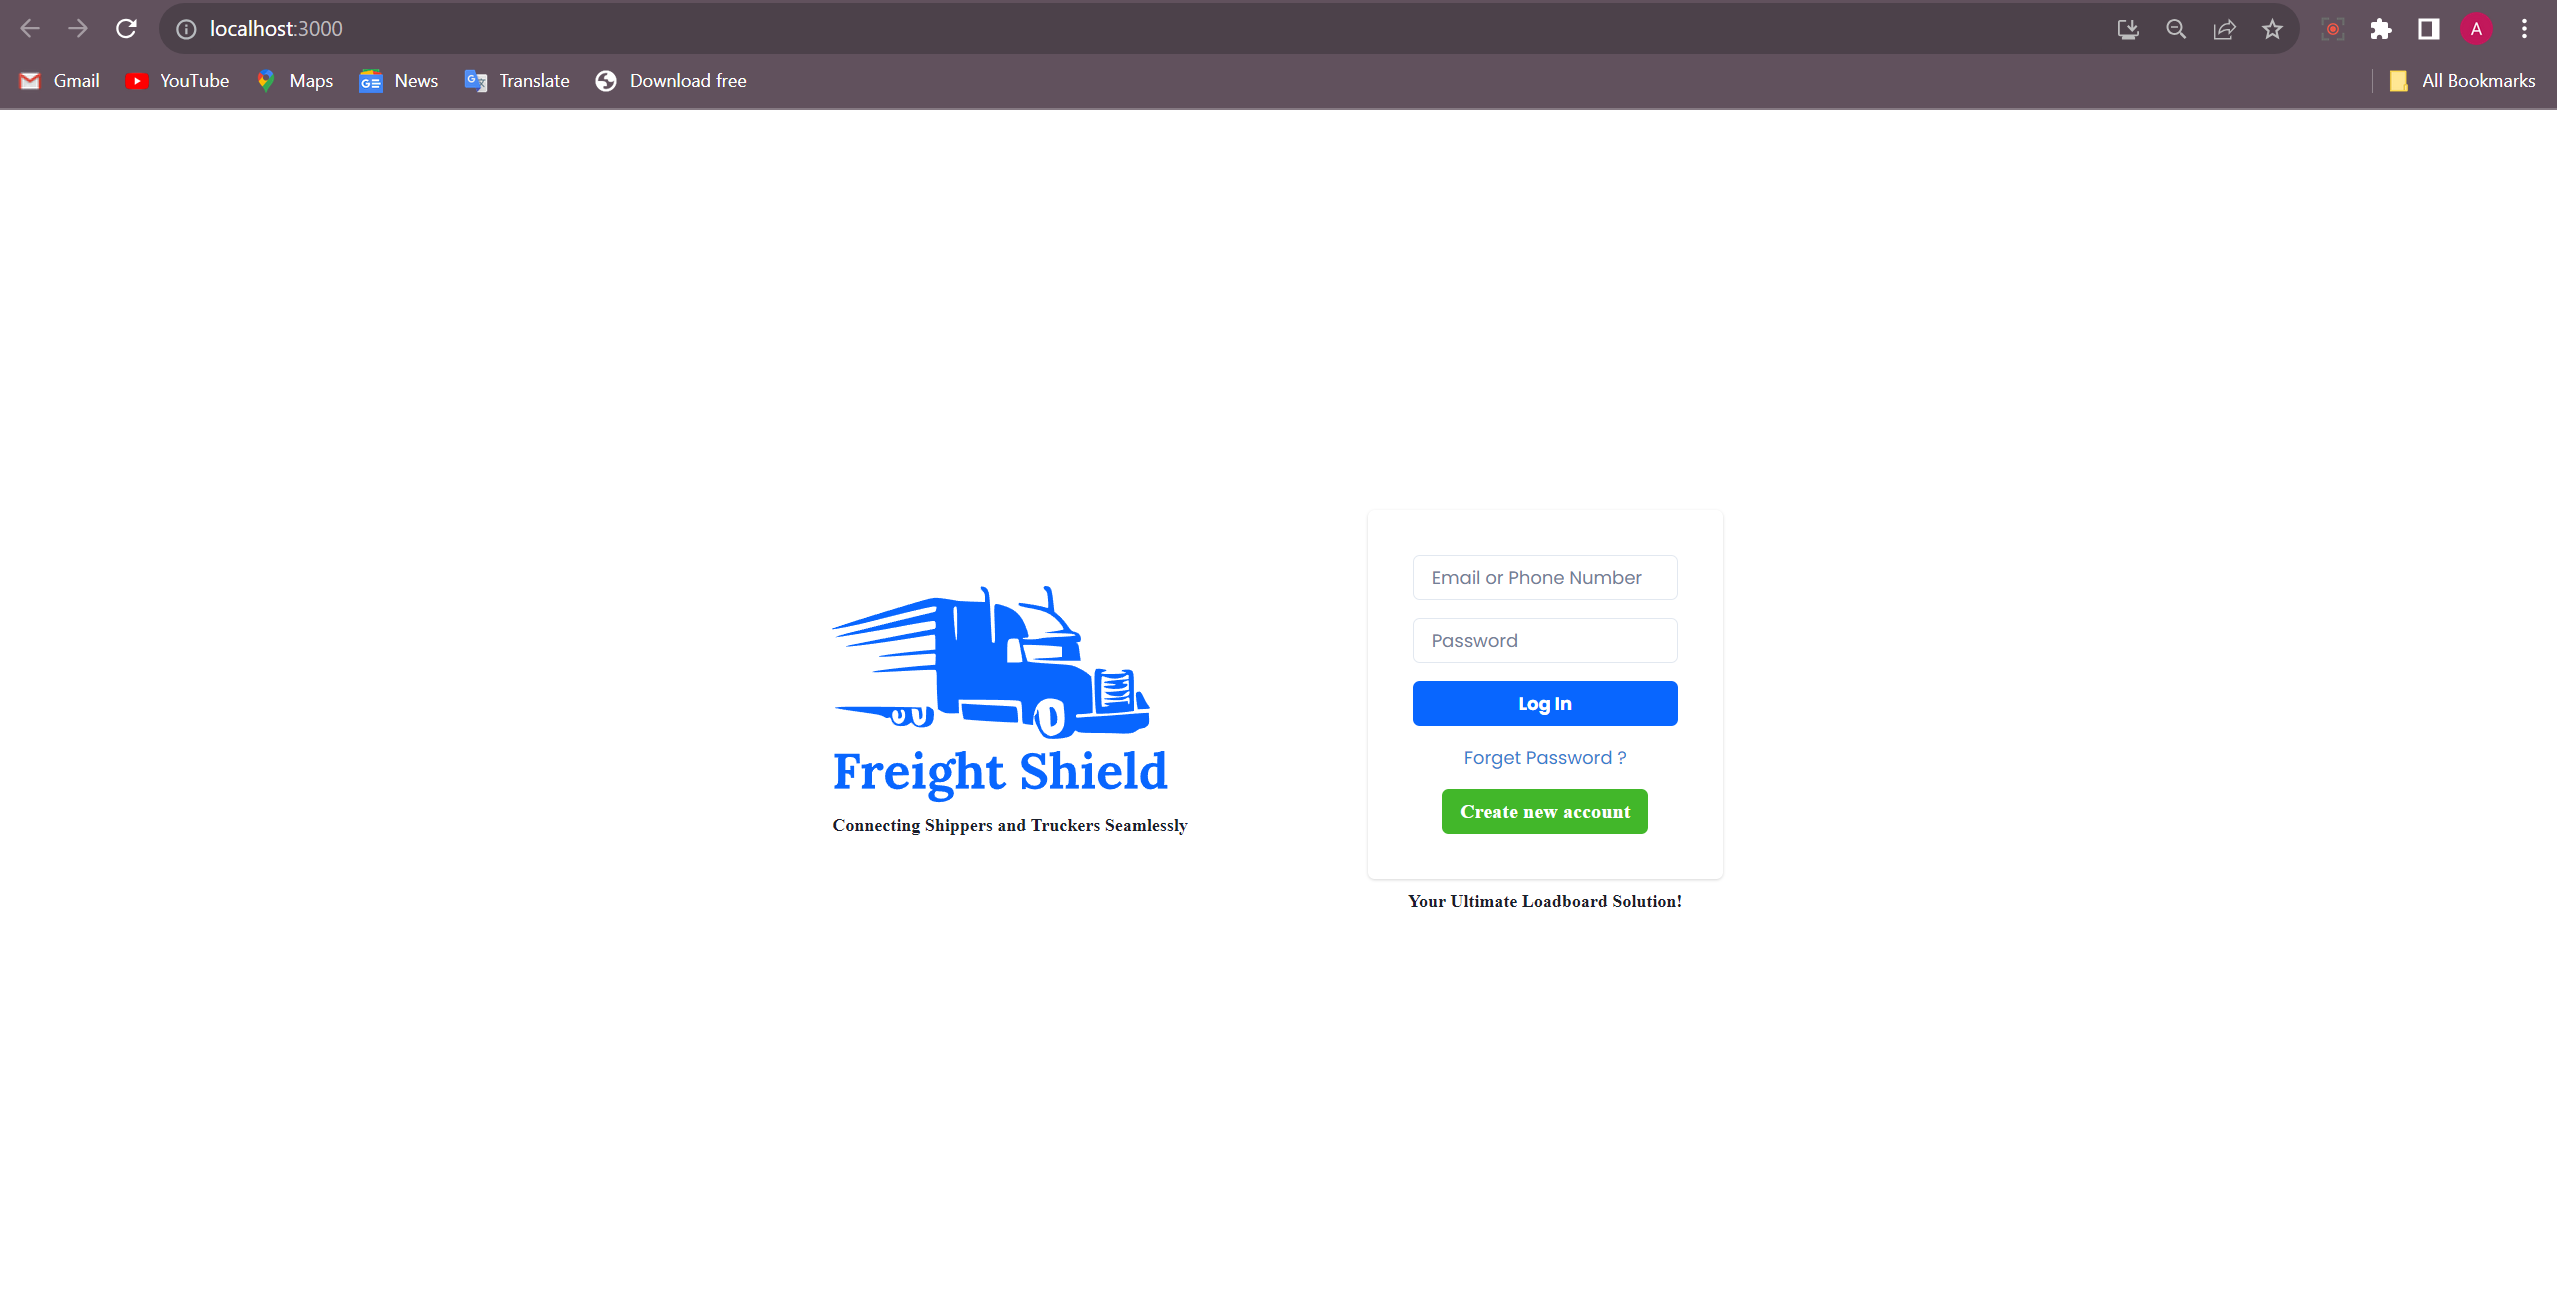 localhost:3000
Gmail YouTube Maps News Translate Download free All Bookmarks
A
Email or Phone Number
Password
Log In
Forget Password ?
Create new account
Freight Shield
Connecting Shippers and Truckers Seamlessly
Your Ultimate Loadboard Solution!